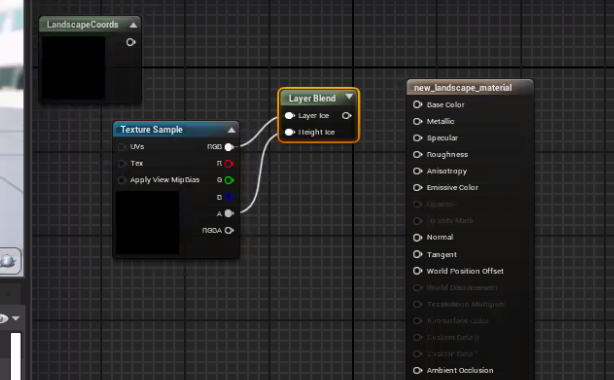 LandscapeCoords
Texture Sample
UVs
RGB
Tex
R
Apply View MipBias
G
B
A
RGBA
Layer Blend
Layer Ice
Height Ice
new_landscape_material
Base Color
Metallic
Specular
Roughness
Anisotropy
Emissive Color
Opacity
Opacity Mask
Normal
Tangent
World Position Offset
World Displacement
Tessellation Multiplier
Subsurface Color
Custom Data 0
Custom Data 1
Ambient Occlusion